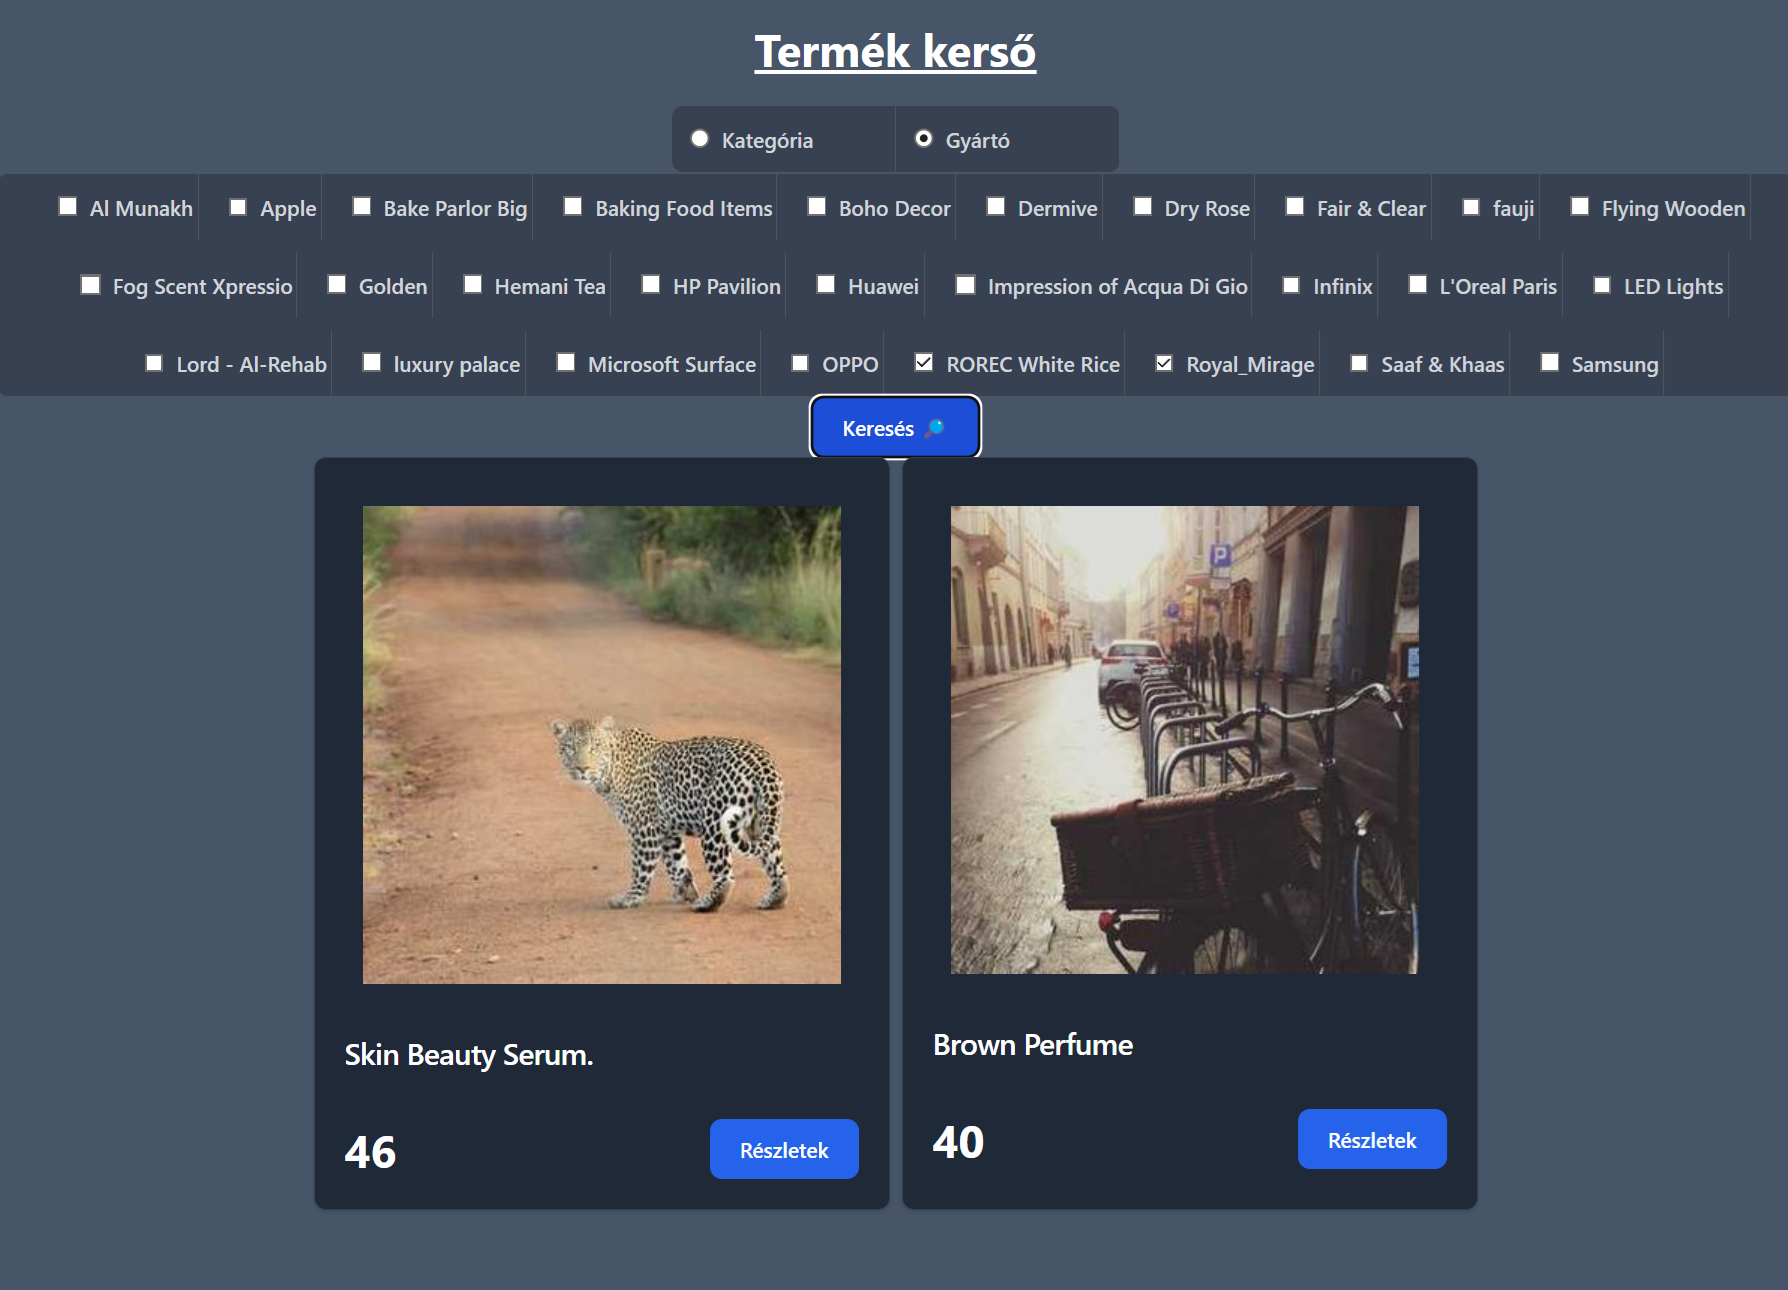 Termék kerső
Kategória Gyártó
Al Munakh Apple Bake Parlor Big Baking Food Items Boho Decor Dermive Dry Rose Fair & Clear fauji Flying Wooden
Fog Scent Xpressio Golden Hemani Tea HP Pavilion Huawei Impression of Acqua Di Gio Infinix L'Oreal Paris LED Lights
Lord - Al-Rehab luxury palace Microsoft Surface OPPO ROREC White Rice Royal_Mirage Saaf & Khaas Samsung
Keresés
P
Skin Beauty Serum.
46 Részletek
Brown Perfume
40 Részletek